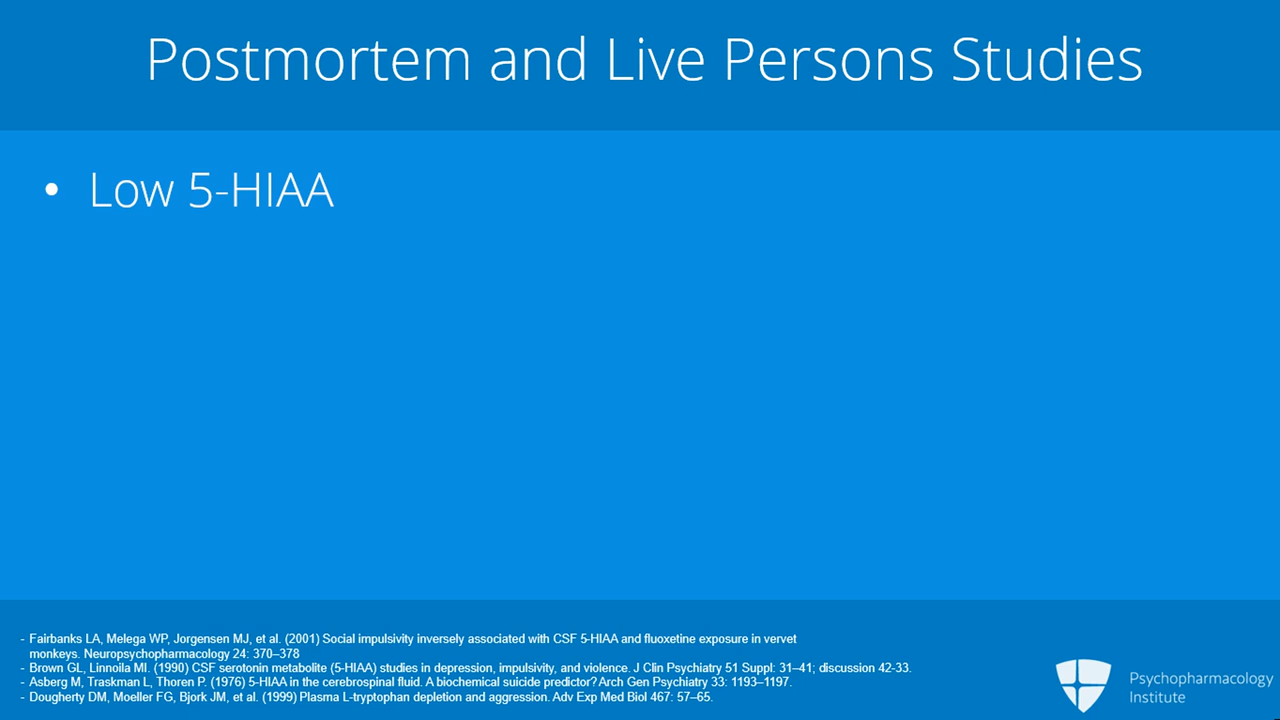 Postmortem and Live Persons Studies
• Low 5-HIAA
- Fairbanks LA, Melega WP, Jorgensen MJ, et al. (2001) Social impulsivity inversely associated with CSF 5-HIAA and fluoxetine exposure in vervet
monkeys. Neuropsychopharmacology 24: 370–378
- Brown GL, Linnoila MI. (1990) CSF serotonin metabolite (5-HIAA) studies in depression, impulsivity, and violence. J Clin Psychiatry 51 Suppl: 31–41; discussion 42-33.
- Asberg M, Traskman L, Thoren P. (1976) 5-HIAA in the cerebrospinal fluid. A biochemical suicide predictor? Arch Gen Psychiatry 33: 1193–1197.
- Dougherty DM, Moeller FG, Bjork JM, et al. (1999) Plasma L-tryptophan depletion and aggression. Adv Exp Med Biol 467: 57–65.
Psychopharmacology
Institute